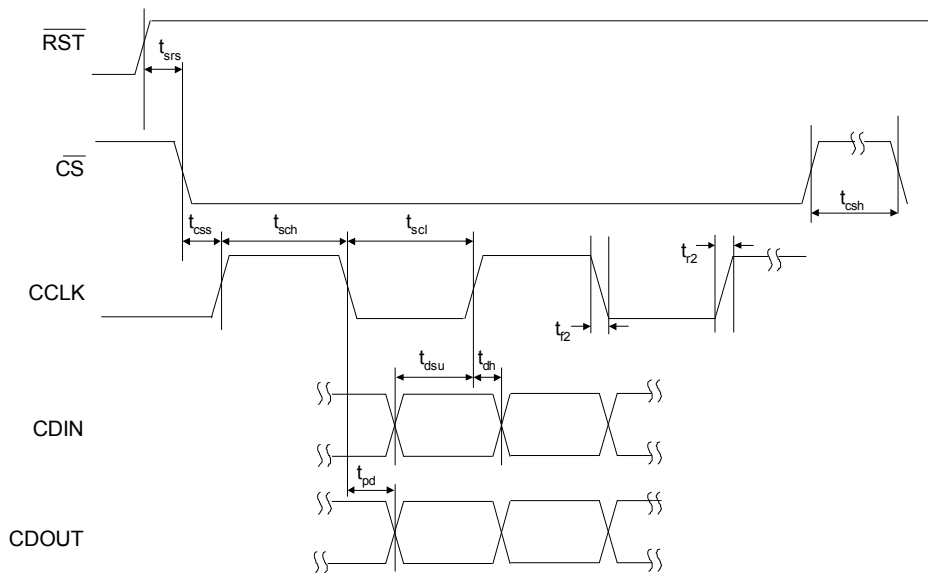 RST
t_srs
CS
t_csh
t_css
t_sch
t_scl
t_r2
CCLK
t_f2
t_dsu
t_dh
CDIN
t_pd
CDOUT